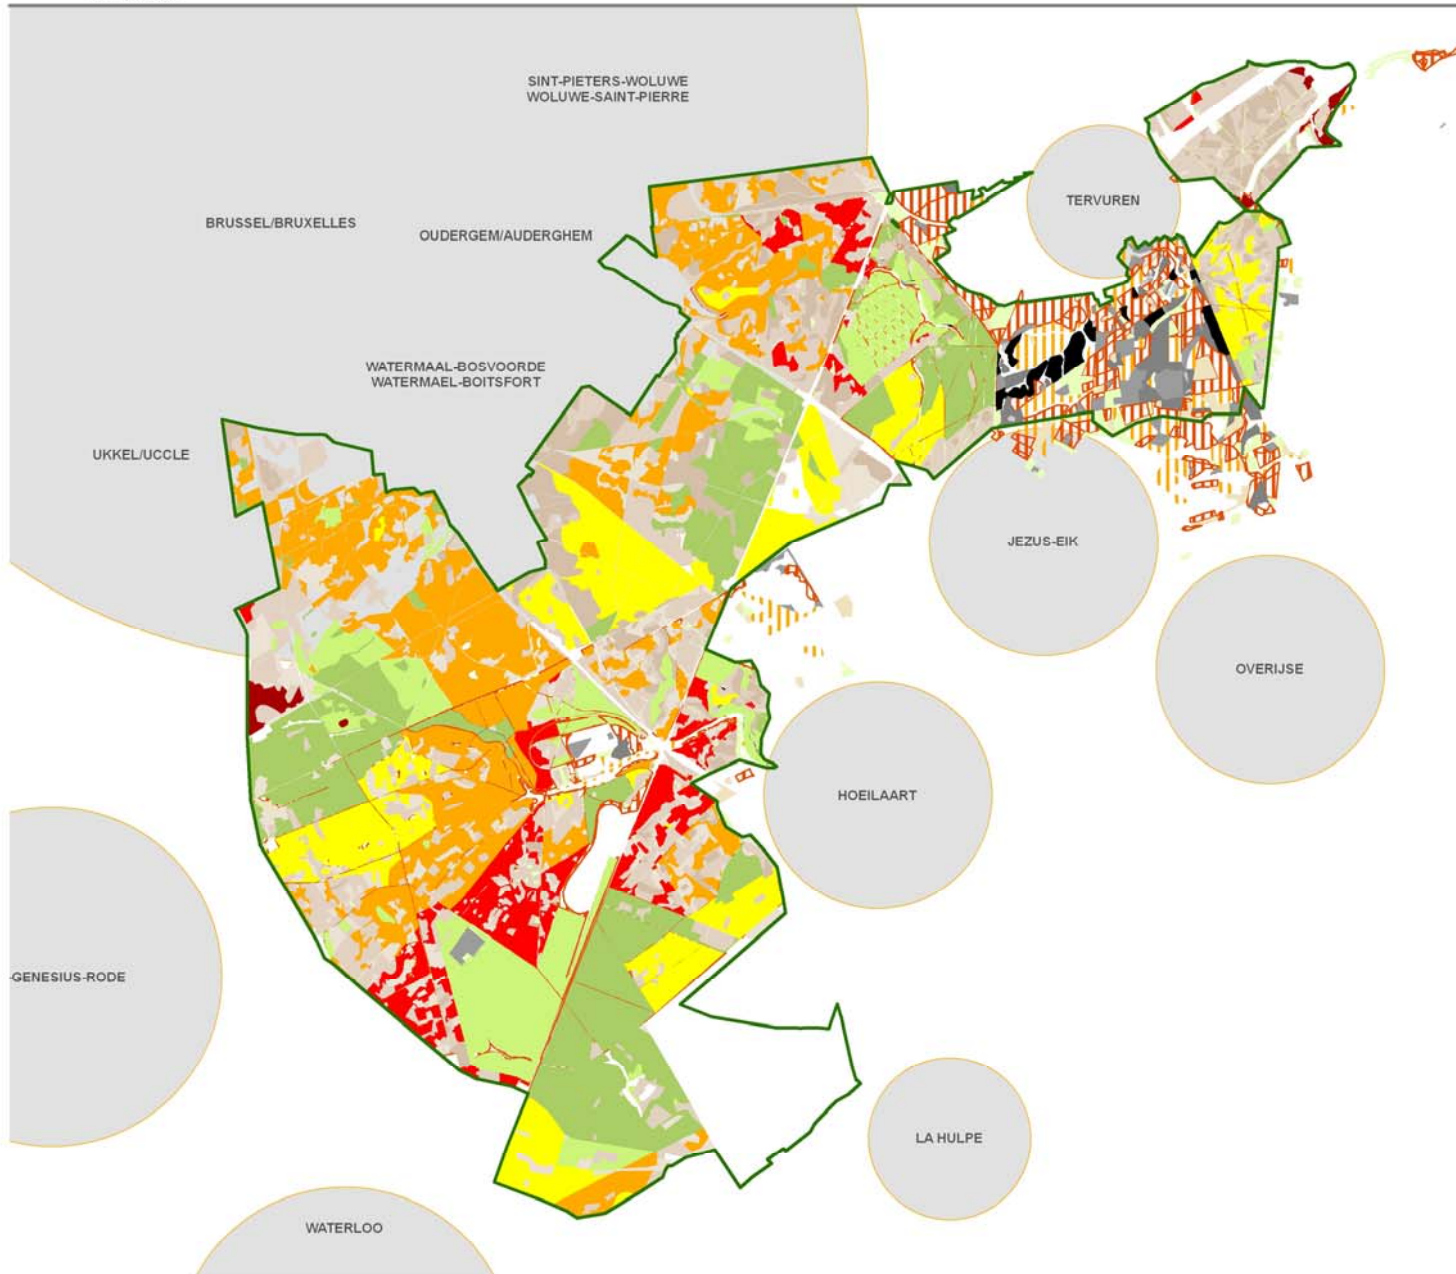 SINT-PIETERS-WOLUWE
WOLUWE-SAINT-PIERRE
TERVUREN
BRUSSEL/BRUXELLES
OUDERGEM/AUDERGHEM
WATERMAAL-BOSVOORDE
WATERMAEL-BOITSFORT
UKKEL/UCCLE
JEZUS-EIK
OVERIJSE
HOEILAART
-GENESIUS-RODE
LA HULPE
WATERLOO